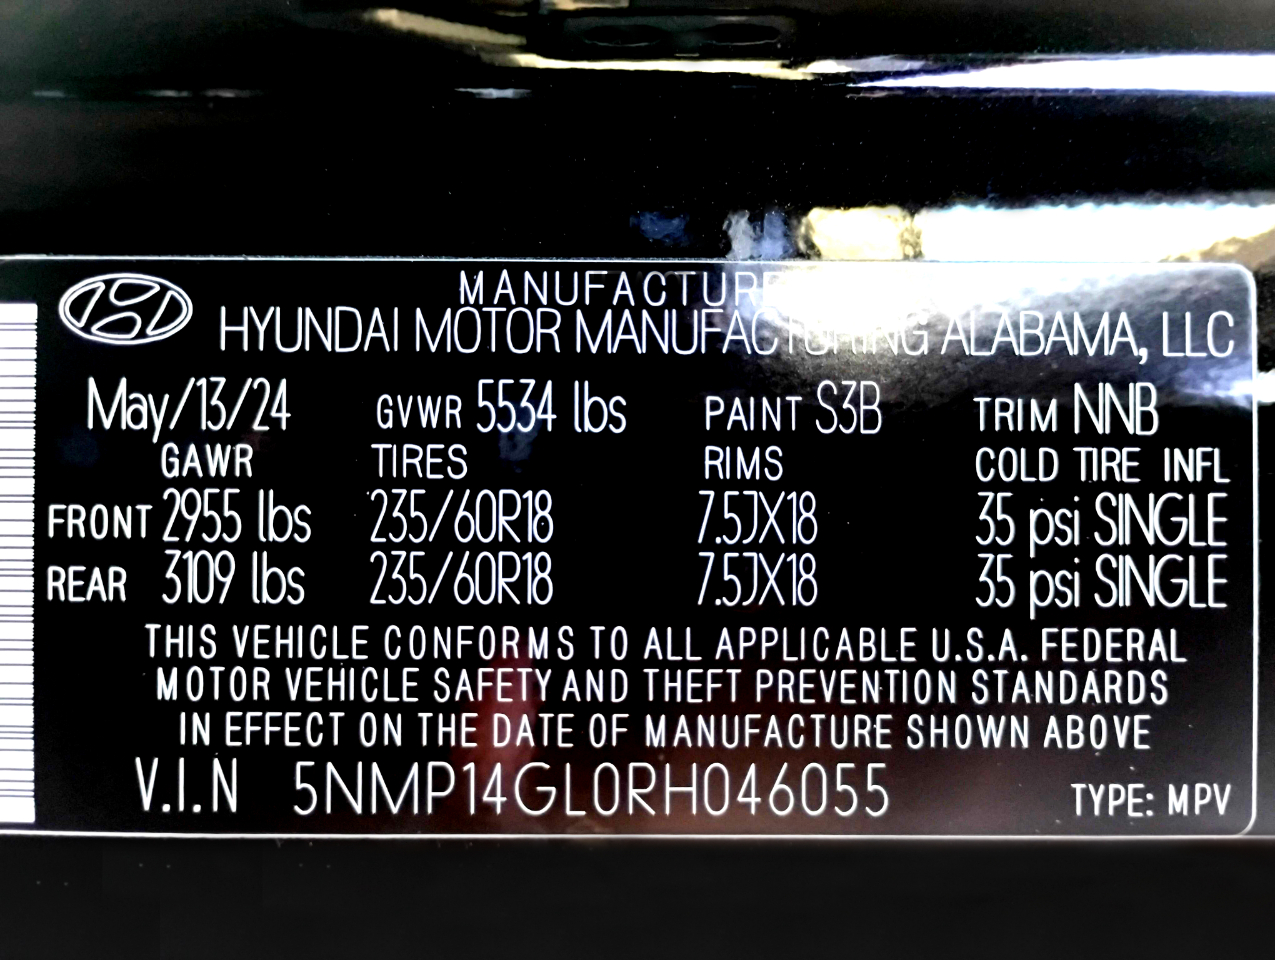 MANUFACTURE
HYUNDAI MOTOR MANUFACTURING ALABAMA, LLC
May/13/24 GVWR 5534 lbs PAINT S3B TRIM NNB
GAWR TIRES RIMS COLD TIRE INFL
FRONT 2955 lbs 235/60R18 7.5JX18 35 psi SINGLE
REAR 3109 lbs 235/60R18 7.5JX18 35 psi SINGLE
THIS VEHICLE CONFORMS TO ALL APPLICABLE U.S.A. FEDERAL
MOTOR VEHICLE SAFETY AND THEFT PREVENTION STANDARDS
IN EFFECT ON THE DATE OF MANUFACTURE SHOWN ABOVE
V.I.N 5NMP14GL0RH046055 TYPE: MPV